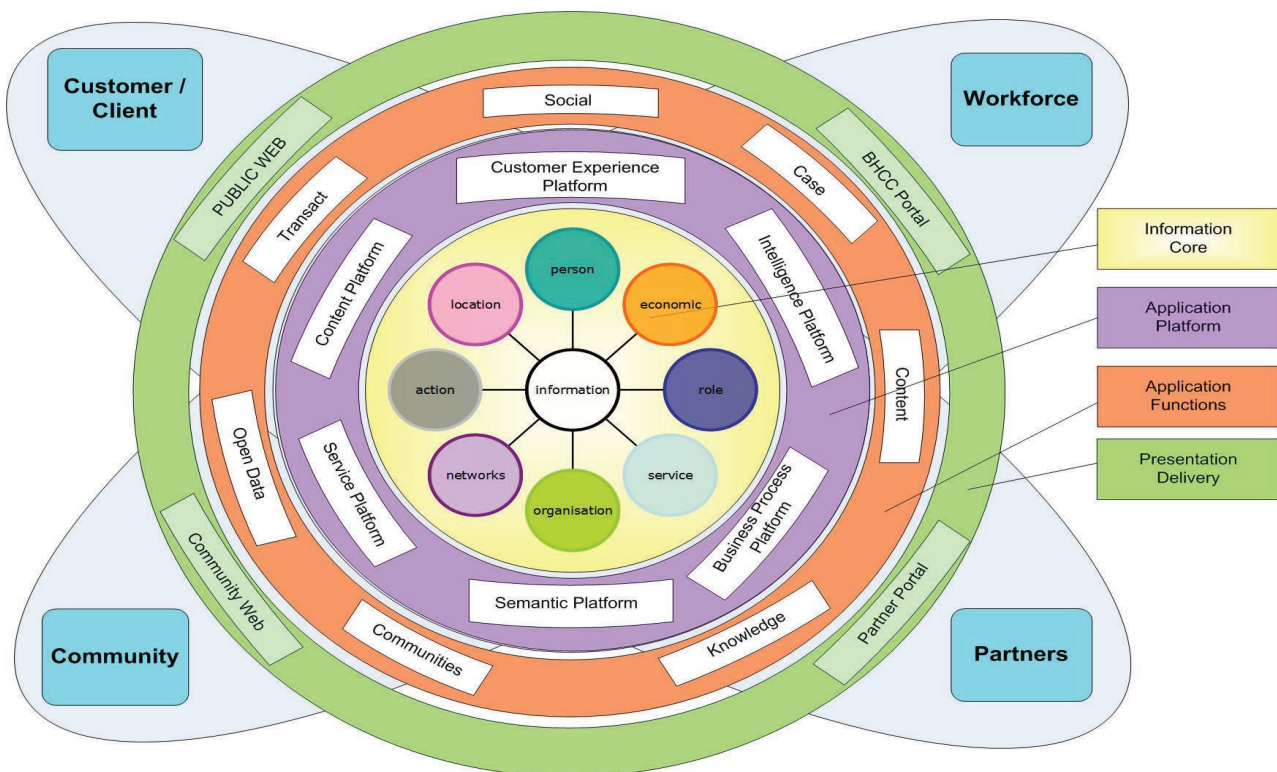 Customer /
Client
Workforce
PUBLIC WEB
BHCC Portal
Social
Transact
Case
Customer Experience
Platform
Content Platform
Intelligence Platform
person
location
economic
action
information
role
networks
service
organisation
Content
Open Data
Service Platform
Business Process
Platform
Semantic Platform
Community Web
Communities
Knowledge
Partner Portal
Community
Partners
Information
Core
Application
Platform
Application
Functions
Presentation
Delivery